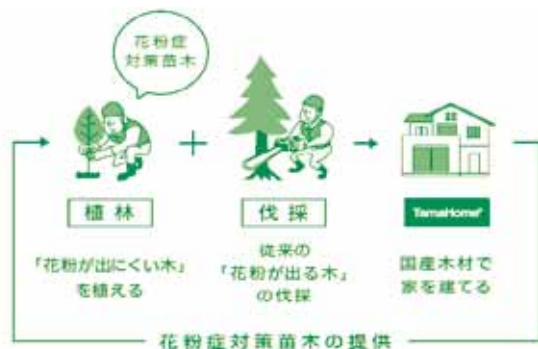 花粉症
対策苗木
植林
伐採
TamaHome
「花粉が出にくい木」
を植える
従来の
「花粉が出る木」
の伐採
国産木材で
家を建てる
花粉症対策苗木の提供